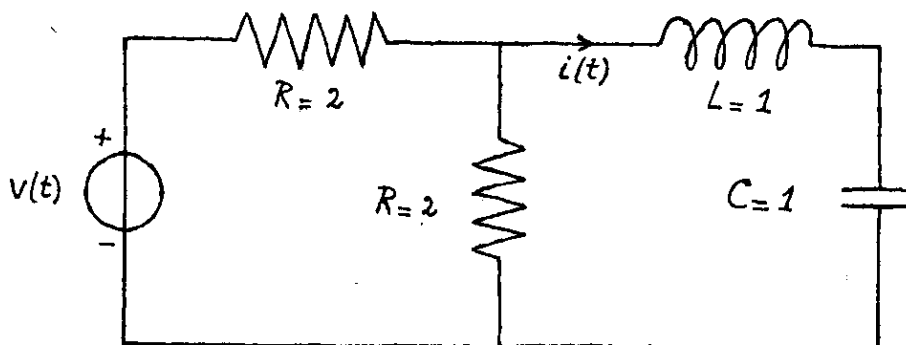 R = 2
i(t)
L = 1
+
v(t)
-
R = 2
C = 1